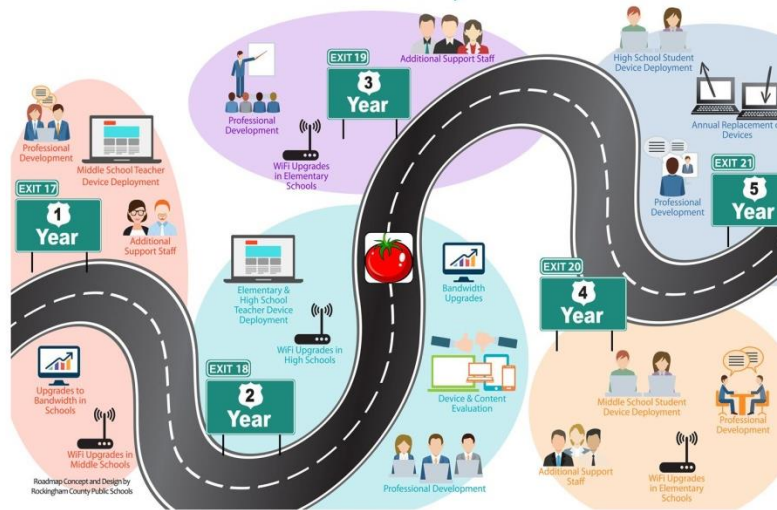 EXIT 17
1
Year
Professional
Development
Middle School Teacher
Device Deployment
Additional
Support Staff
Upgrades to
Bandwidth in
Schools
WiFi Upgrades in
Middle Schools
EXIT 18
2
Year
Elementary &
High School
Teacher Device
Deployment
WiFi Upgrades in
High Schools
Bandwidth
Upgrades
Device & Content
Evaluation
Professional Development
EXIT 19
3
Year
Professional
Development
Additional Support Staff
WiFi Upgrades
in Elementary
Schools
EXIT 20
4
Year
Middle School Student
Device Deployment
Professional
Development
Additional Support
Staff
WiFi Upgrades
in Elementary
Schools
EXIT 21
5
Year
High School Student
Device Deployment
Annual Replacement
Devices
Professional
Development
Roadmap Concept and Design by
Rockingham County Public Schools